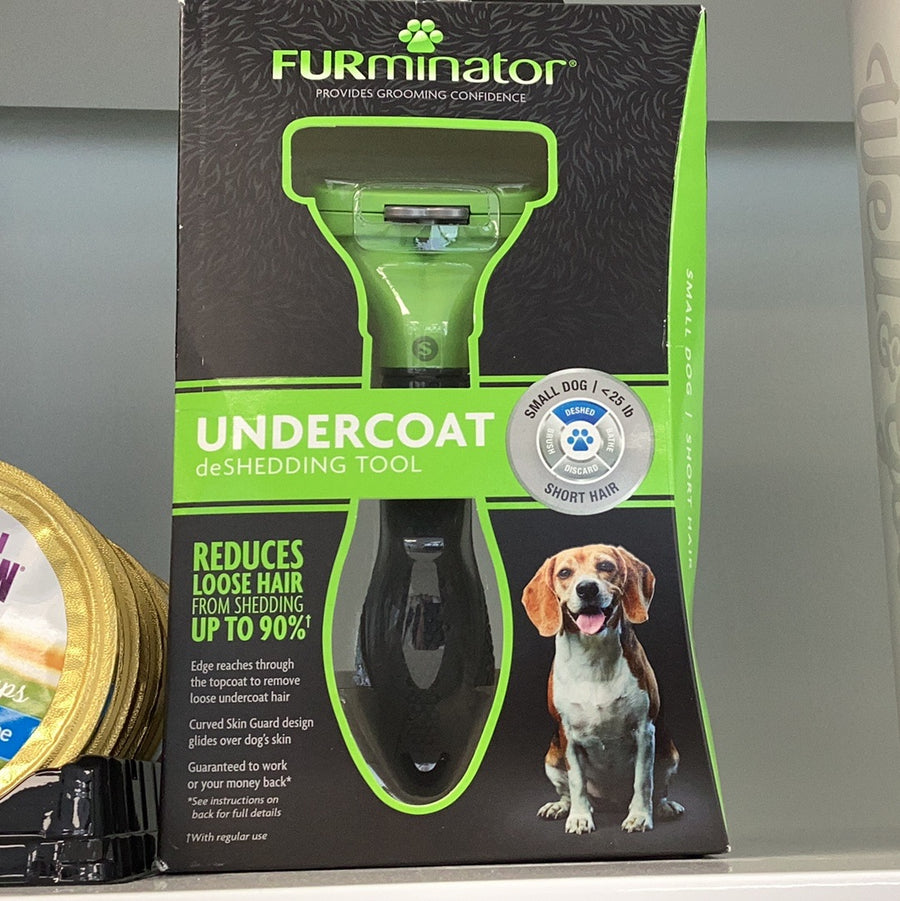 FURminator®
PROVIDES GROOMING CONFIDENCE
S
UNDERCOAT
deSHEDDING TOOL
SMALL DOG | <25 lb
DESHED
BRUSH
BATHE
DISCARD
SHORT HAIR
SMALL DOG | SHORT HAIR
REDUCES
LOOSE HAIR
FROM SHEDDING
UP TO 90%†
Edge reaches through
the topcoat to remove
loose undercoat hair
Curved Skin Guard design
glides over dog's skin
Guaranteed to work
or your money back*
*See instructions on
back for full details
†With regular use